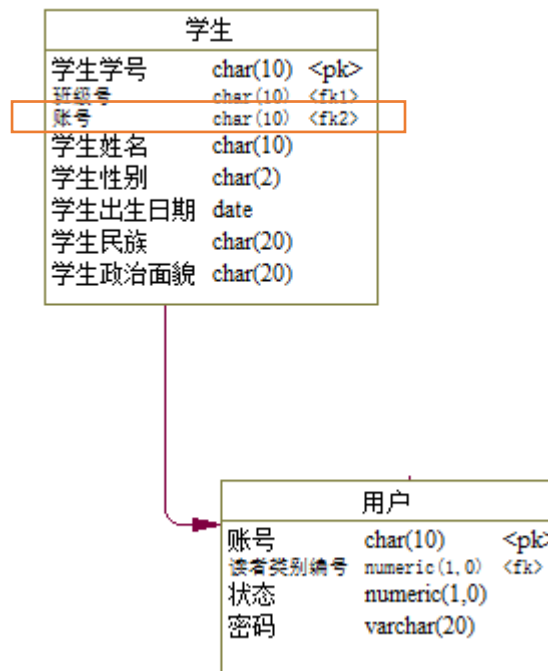 学生
学生学号 char(10) <pk>
班级号 char(10) <fk1>
账号 char(10) <fk2>
学生姓名 char(10)
学生性别 char(2)
学生出生日期 date
学生民族 char(20)
学生政治面貌 char(20)
用户
账号 char(10) <pk>
读者类别编号 numeric(1,0) <fk>
状态 numeric(1,0)
密码 varchar(20)